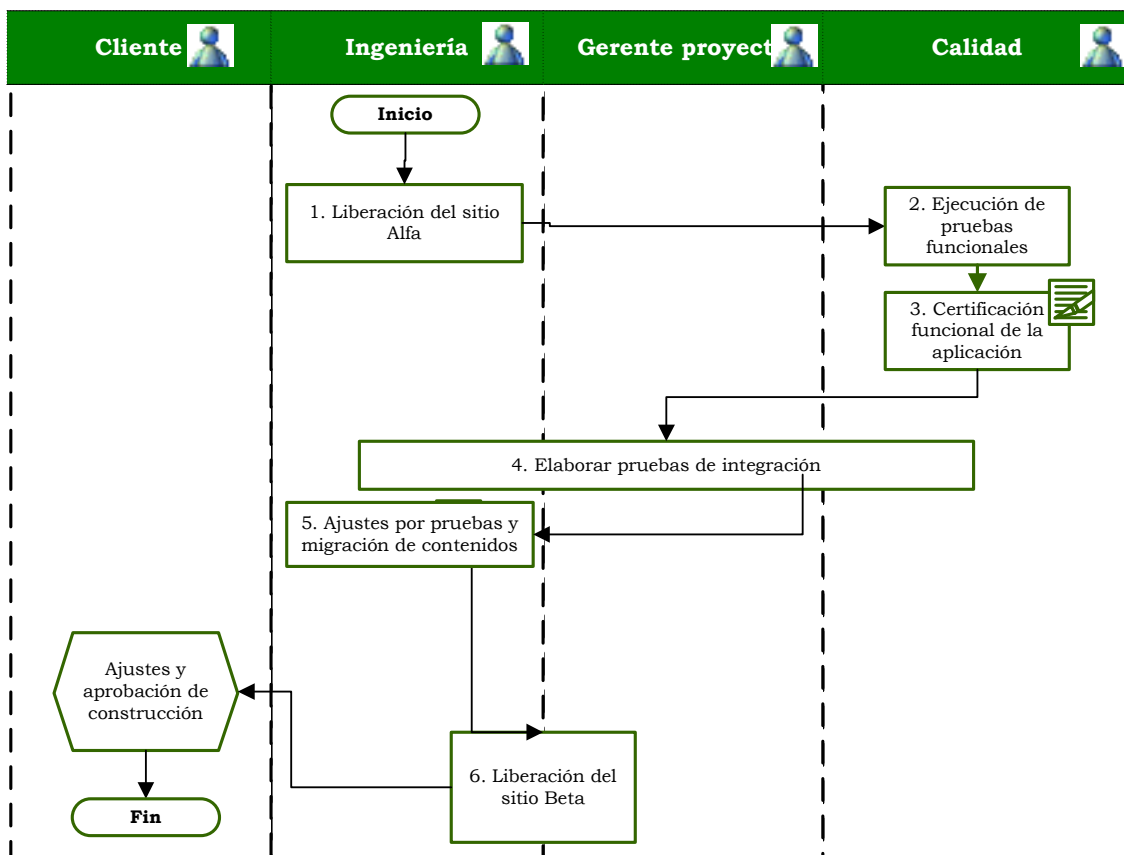 Cliente
Ingeniería
Gerente proyect
Calidad
Inicio
1. Liberación del sitio
Alfa
2. Ejecución de
pruebas
funcionales
3. Certificación
funcional de la
aplicación
4. Elaborar pruebas de integración
5. Ajustes por pruebas y
migración de contenidos
Ajustes y
aprobación de
construcción
6. Liberación del
sitio Beta
Fin